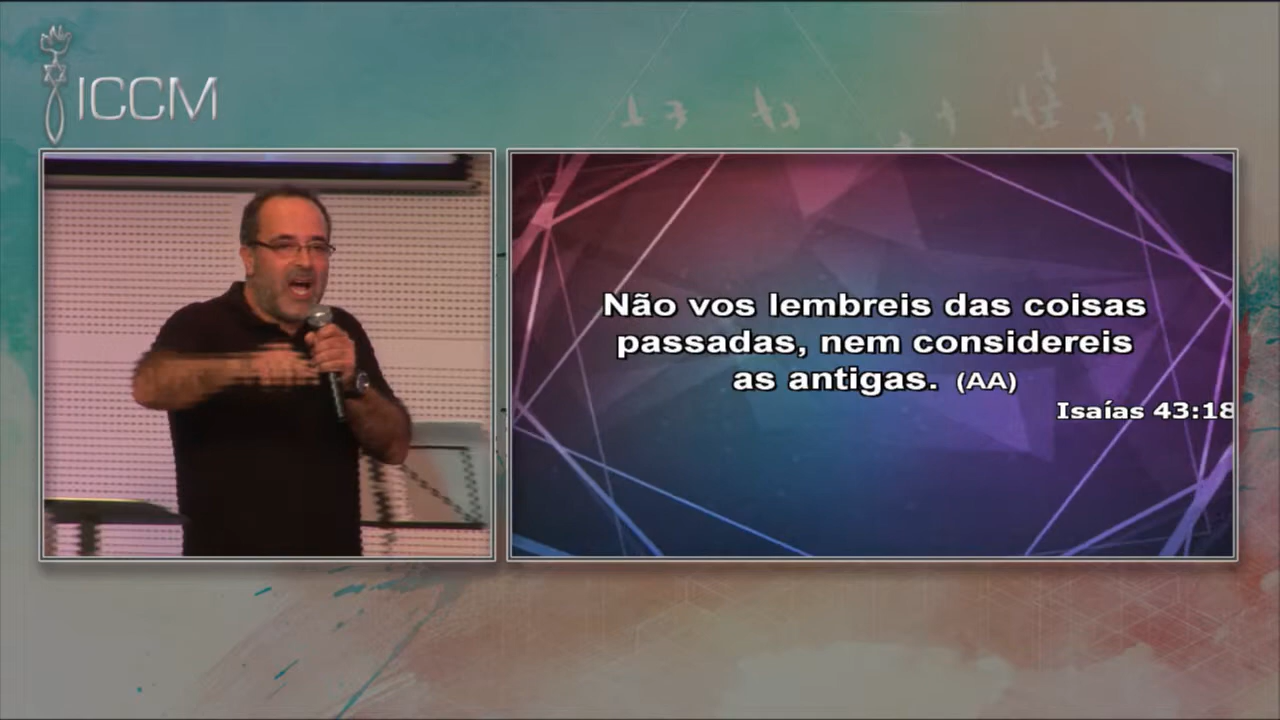 ICCM
Não vos lembreis das coisas
passadas, nem considereis
as antigas. (AA)
Isaías 43:18